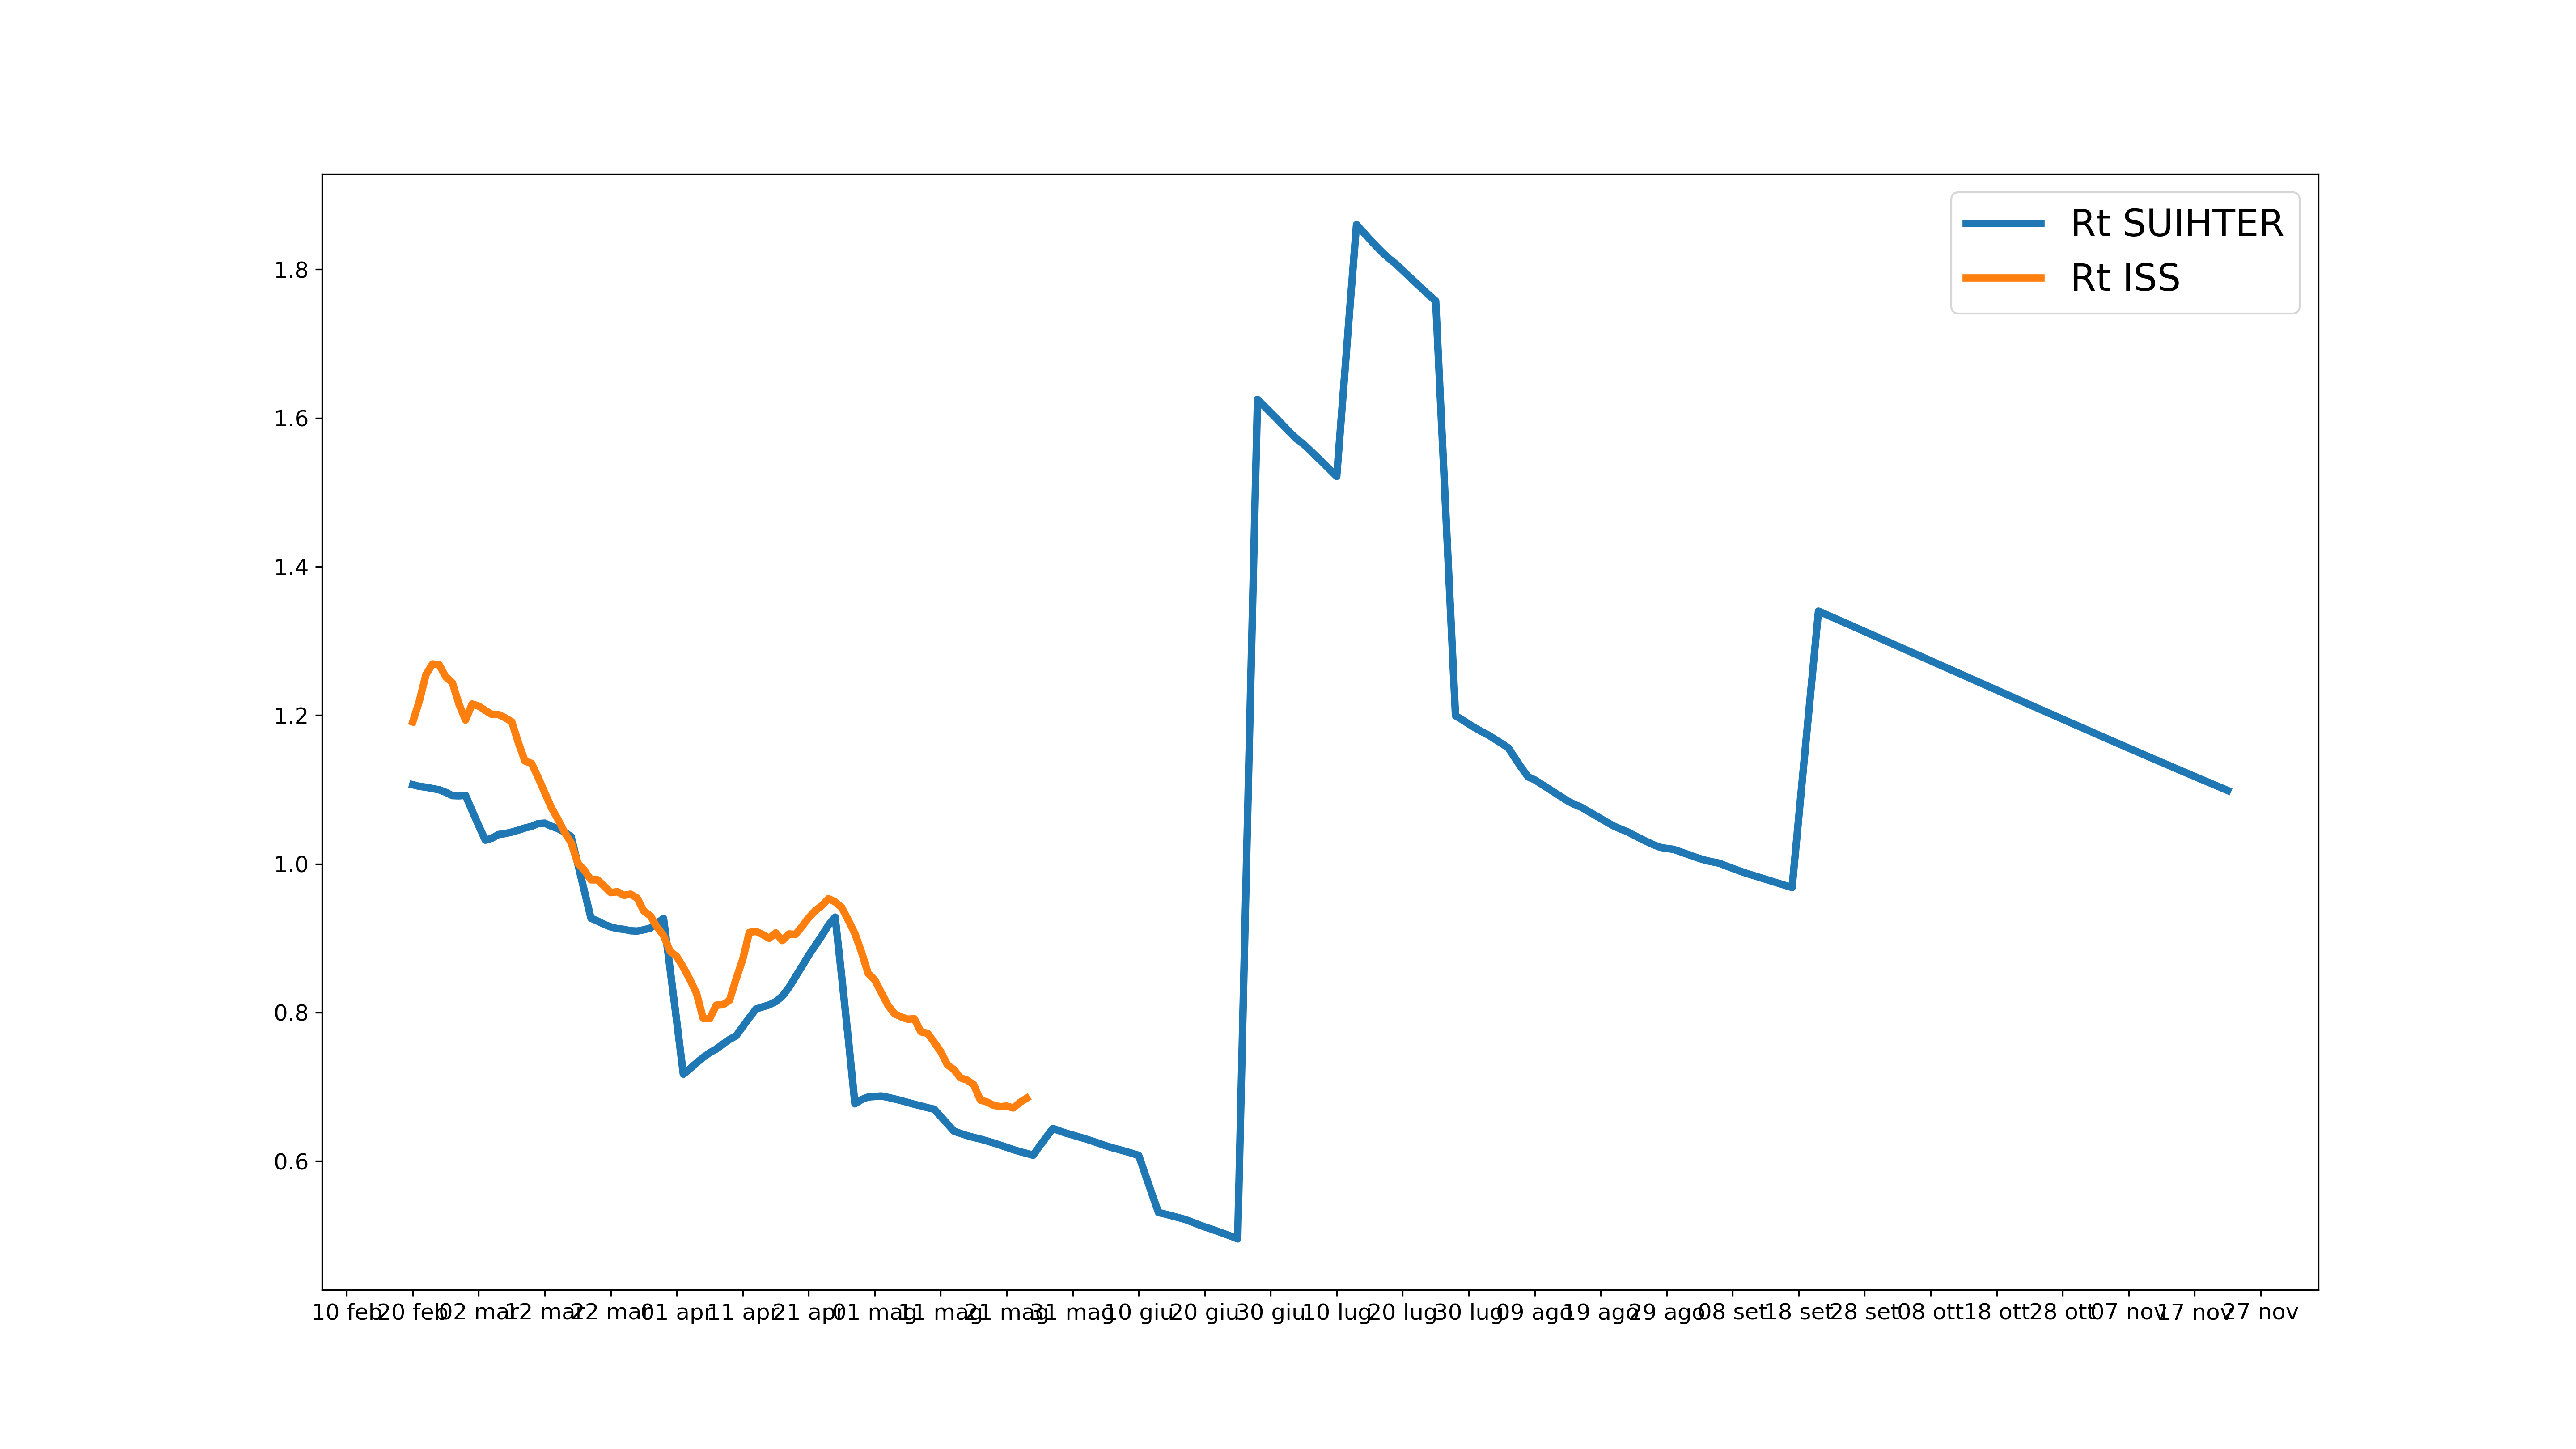 Rt SUIHTER
Rt ISS
1.8
1.6
1.4
1.2
1.0
0.8
0.6
10 feb 20 feb 02 mar 12 mar 22 mar 01 apr 11 apr 21 apr 01 mag 11 mag 21 mag 31 mag 10 giu 20 giu 30 giu 10 lug 20 lug 30 lug 09 ago 19 ago 29 ago 08 set 18 set 28 set 08 ott 18 ott 28 ott 07 nov 17 nov 27 nov